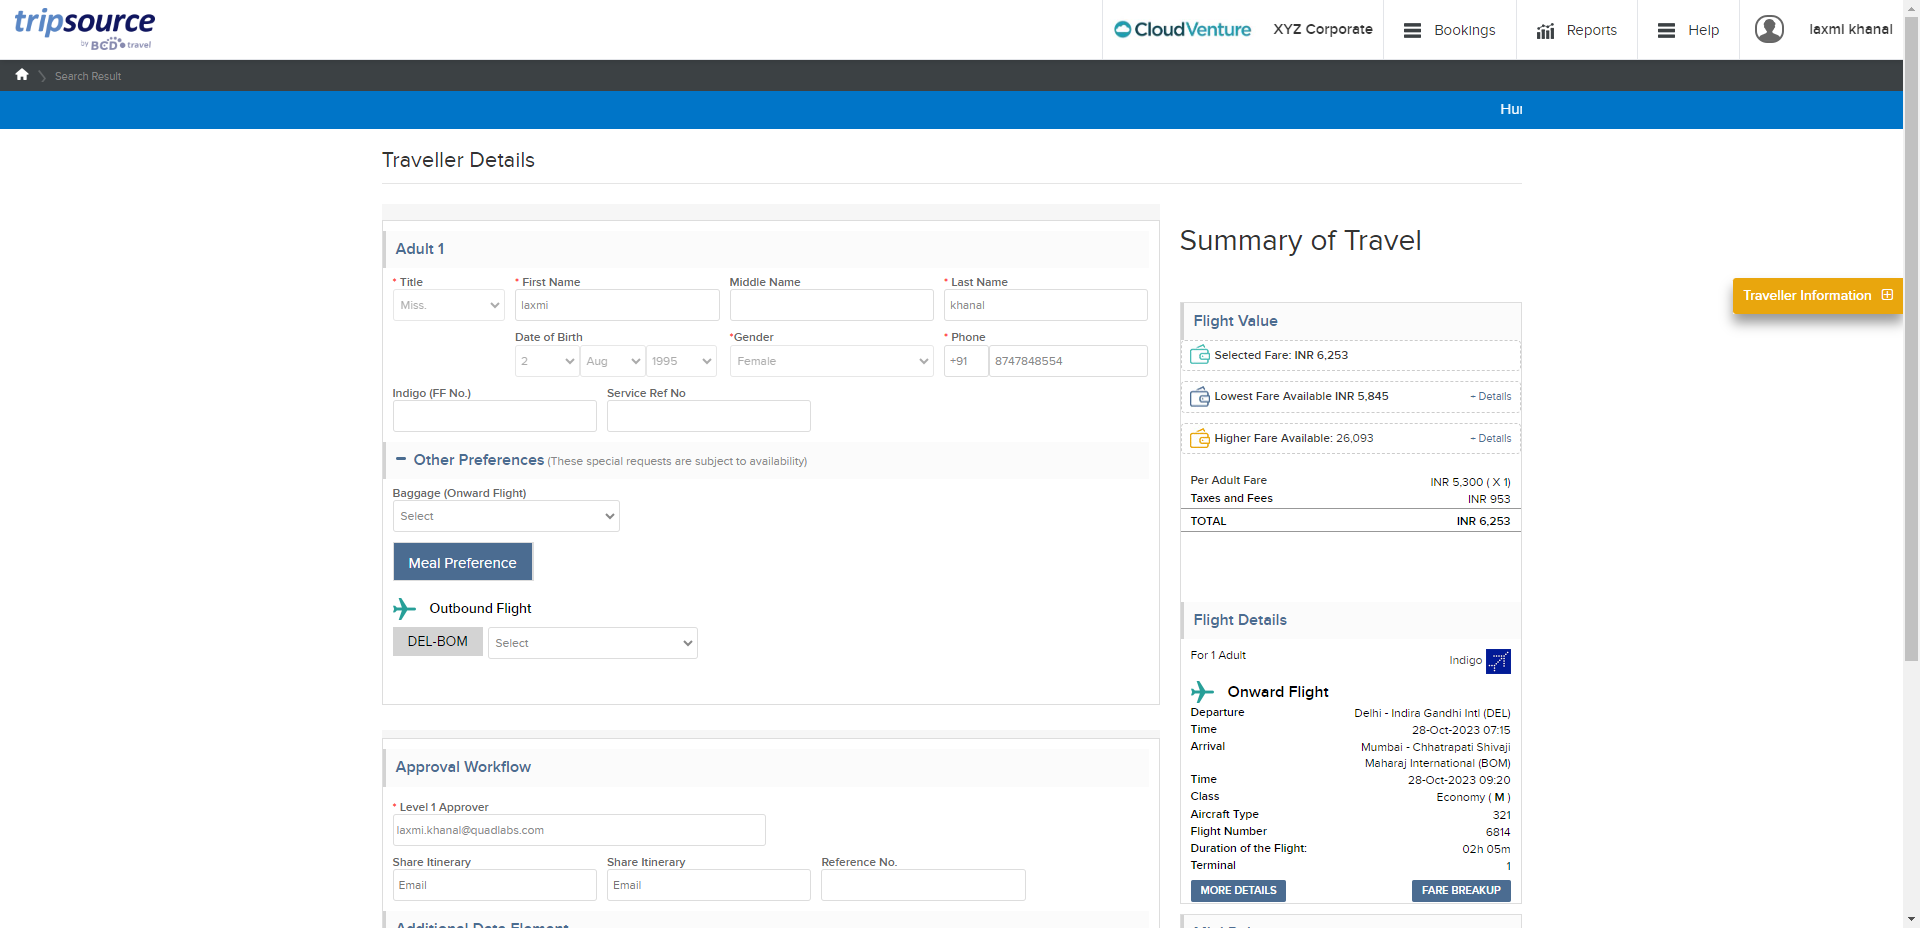 tripsource
by BCD travel
CloudVenture
XYZ Corporate
Bookings
Reports
Help
laxmi khanal
Search Result
Traveller Details
Adult 1
* Title
* First Name
Middle Name
* Last Name
Miss.
laxmi
khanal
Date of Birth
*Gender
* Phone
2
Aug
1995
Female
+91
8747848554
Indigo (FF No.)
Service Ref No
Other Preferences (These special requests are subject to availability)
Baggage (Onward Flight)
Select
Meal Preference
Outbound Flight
DEL-BOM
Select
Approval Workflow
* Level 1 Approver
laxmi.khanal@quadlabs.com
Share Itinerary
Share Itinerary
Reference No.
Email
Email
Additional Data Element
Summary of Travel
Traveller Information
Flight Value
Selected Fare: INR 6,253
Lowest Fare Available INR 5,845
+ Details
Higher Fare Available: 26,093
+ Details
Per Adult Fare INR 5,300 ( X 1)
Taxes and Fees INR 953
TOTAL INR 6,253
Flight Details
For 1 Adult
Indigo
Onward Flight
Departure Delhi - Indira Gandhi Intl (DEL)
Time 28-Oct-2023 07:15
Arrival Mumbai - Chhatrapati Shivaji
Maharaj International (BOM)
Time 28-Oct-2023 09:20
Class Economy ( M )
Aircraft Type 321
Flight Number 6814
Duration of the Flight: 02h 05m
Terminal 1
MORE DETAILS
FARE BREAKUP